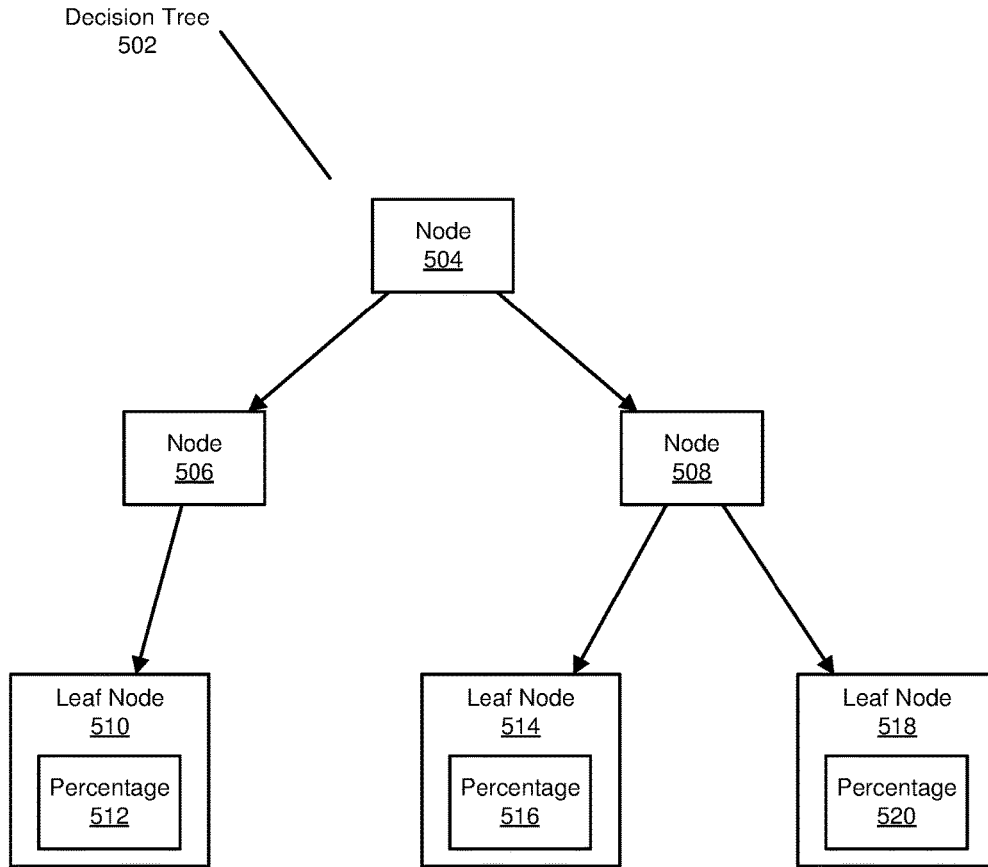 Decision Tree
502
Node
504
Node
506
Node
508
Leaf Node
510
Percentage
512
Leaf Node
514
Percentage
516
Leaf Node
518
Percentage
520